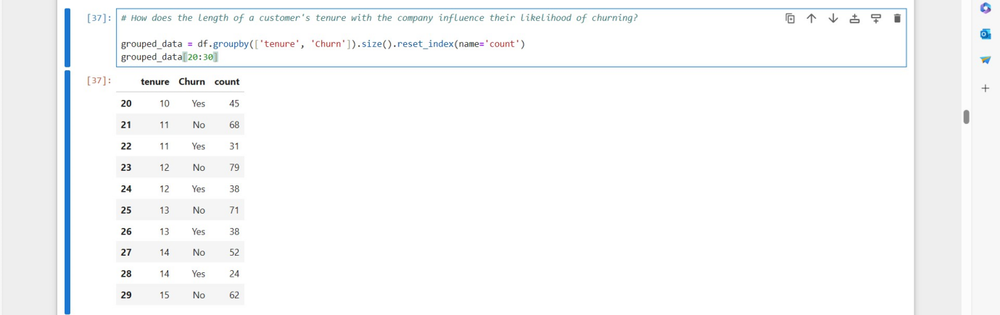 [37]: # How does the length of a customer's tenure with the company influence their likelihood of churning?
grouped_data = df.groupby(['tenure', 'Churn']).size().reset_index(name='count')
grouped_data[20:30]
[37]: tenure Churn count
20 10 Yes 45
21 11 No 68
22 11 Yes 31
23 12 No 79
24 12 Yes 38
25 13 No 71
26 13 Yes 38
27 14 No 52
28 14 Yes 24
29 15 No 62